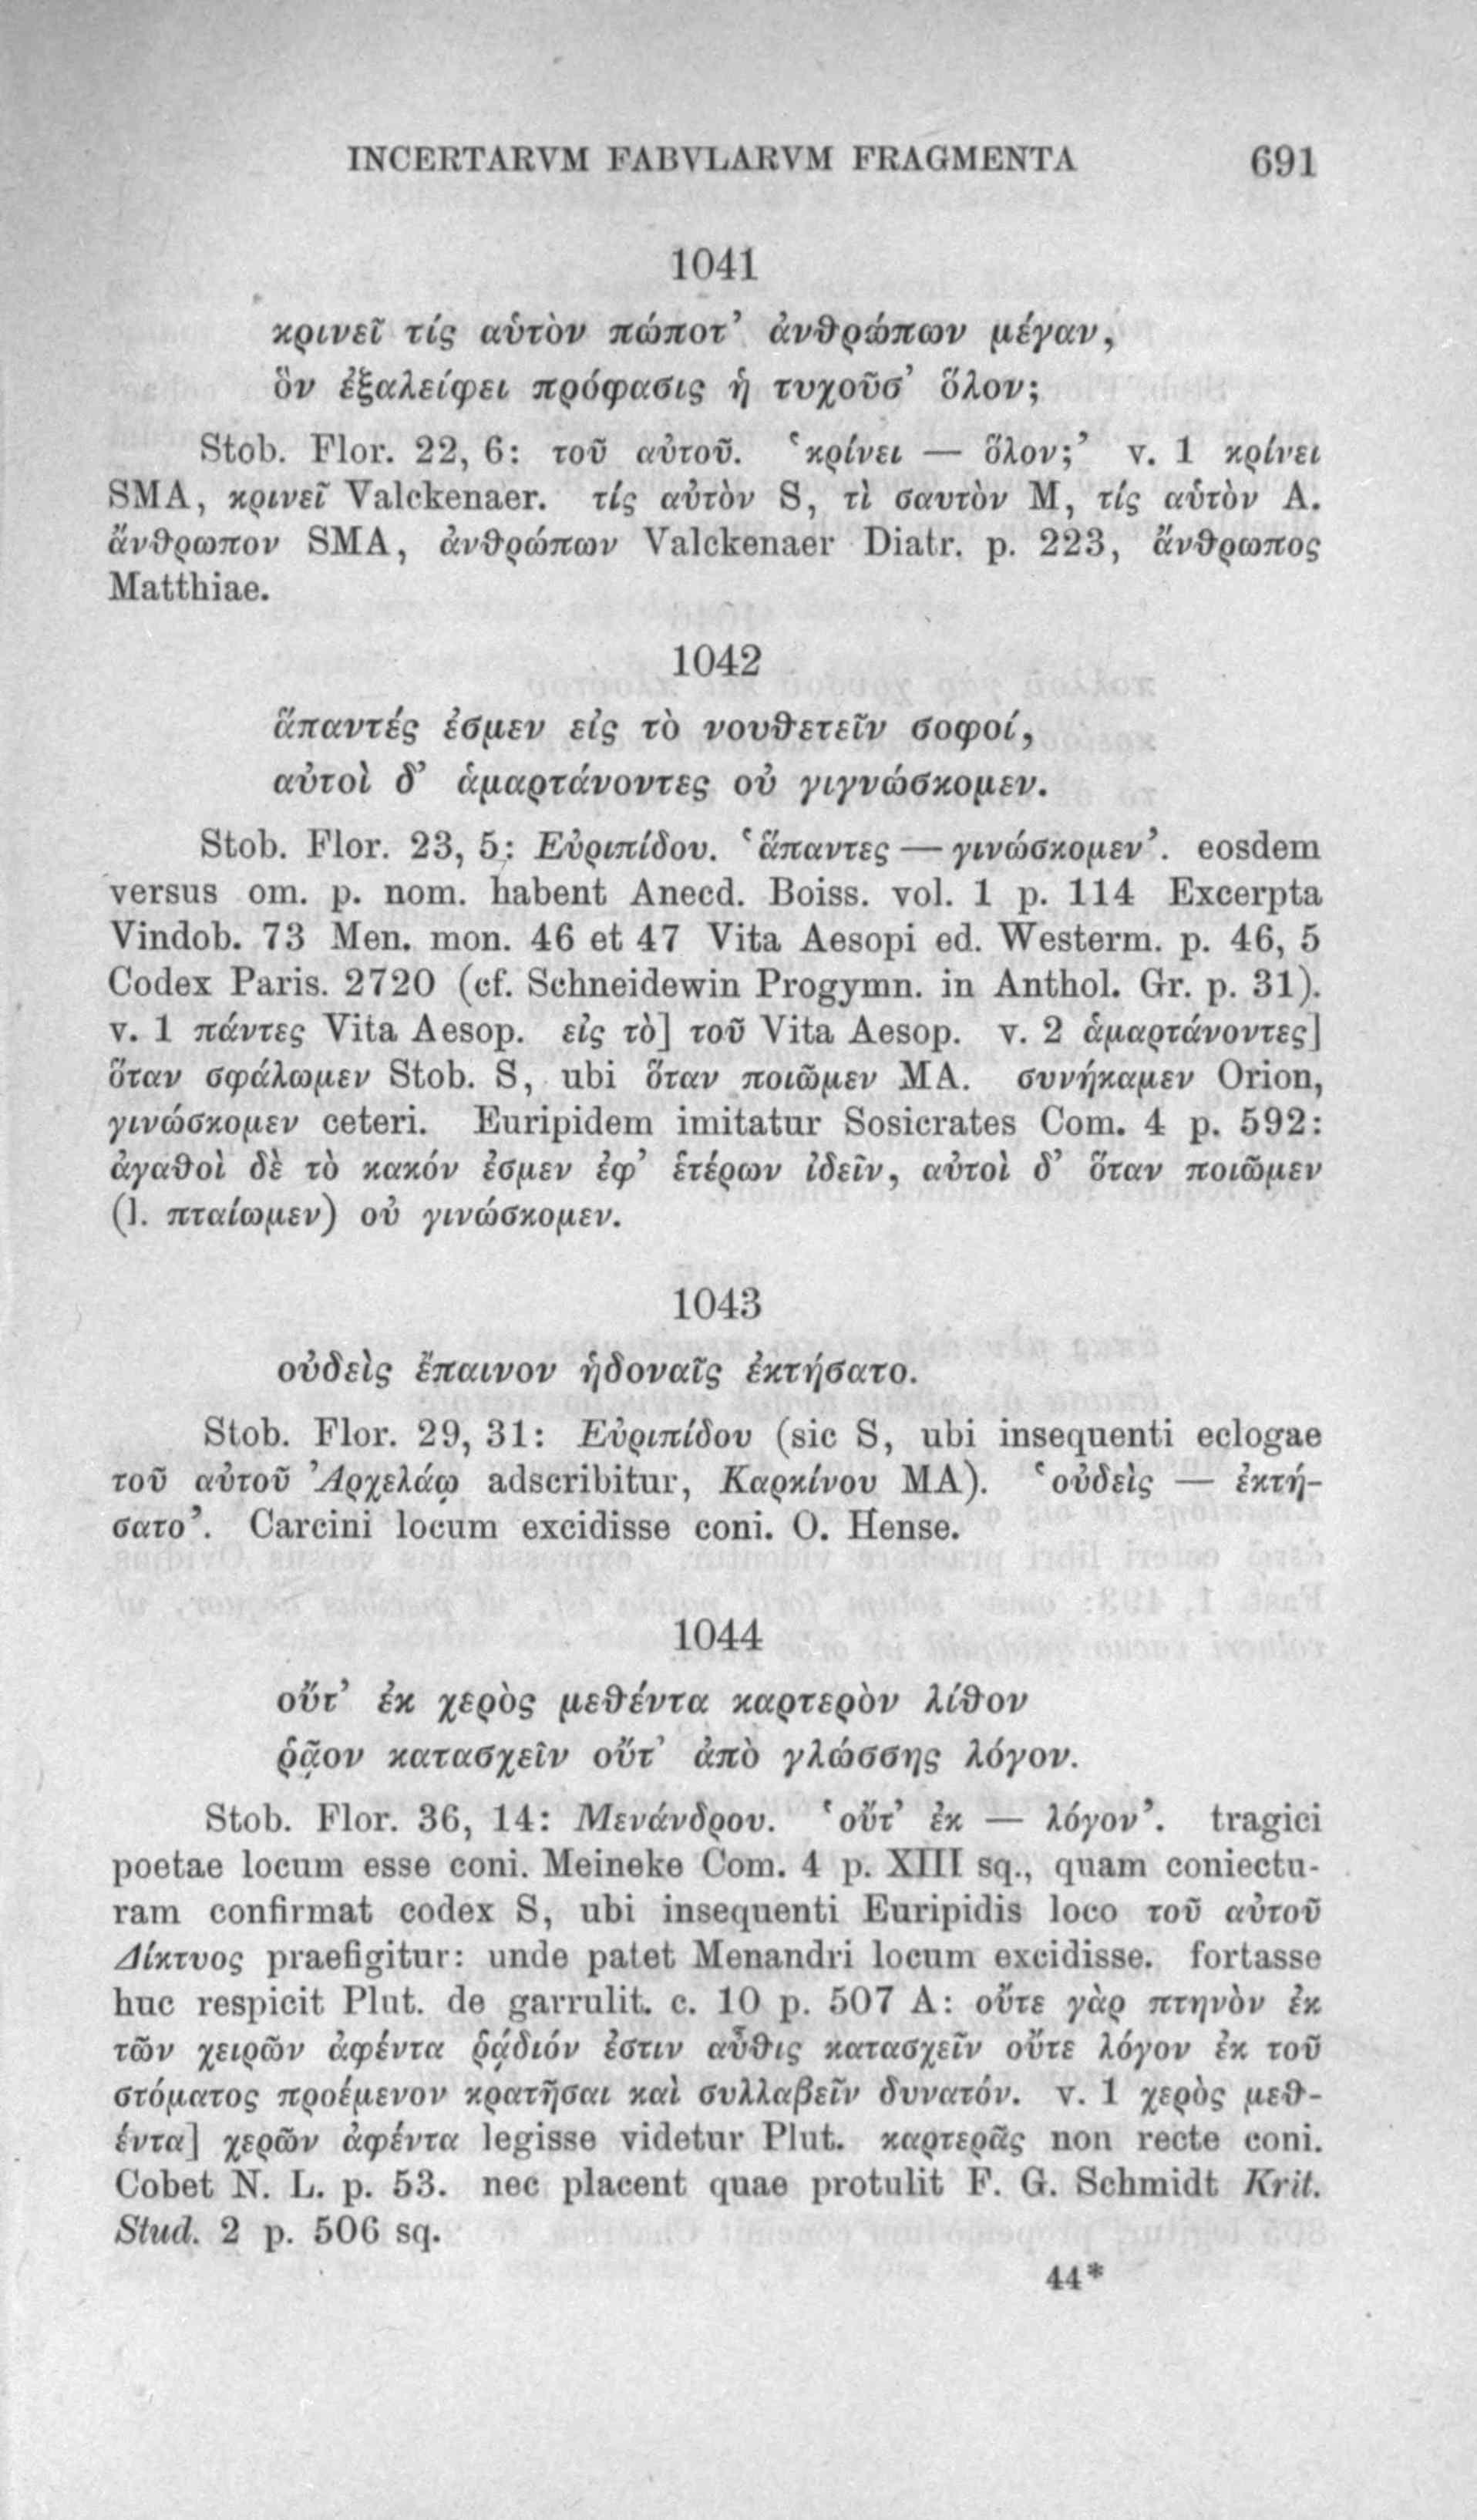 INCERTARVM FABVLARVM FRAGMENTA 691
1041
κρινεῖ τίς αὑτὸν πώποτ’ ἀνθρώπων μέγαν,
ὃν ἐξαλείφει πρόφασις ἡ τυχοῦσ’ ὅλον;
Stob. Flor. 22, 6: τοῦ αὐτοῦ. ‘κρίνει — ὅλον;’ v. 1 κρίνει
SMA, κρινεῖ Valckenaer. τίς αὐτὸν S, τὶ σαυτὸν M, τίς αὑτὸν A.
ἄνθρωπον SMA, ἀνθρώπων Valckenaer Diatr. p. 223, ἄνθρωπος
Matthiae.
1042
ἅπαντές ἐσμεν εἰς τὸ νουθετεῖν σοφοί,
αὐτοὶ δ’ ἁμαρτάνοντες οὐ γιγνώσκομεν.
Stob. Flor. 23, 5: Εὐριπίδου. ‘ἅπαντες — γινώσκομεν’. eosdem
versus om. p. nom. habent Anecd. Boiss. vol. 1 p. 114 Excerpta
Vindob. 73 Men. mon. 46 et 47 Vita Aesopi ed. Westerm. p. 46, 5
Codex Paris. 2720 (cf. Schneidewin Progymn. in Anthol. Gr. p. 31).
v. 1 πάντες Vita Aesop. εἰς τὸ] τοῦ Vita Aesop. v. 2 ἁμαρτάνοντες]
ὅταν σφάλωμεν Stob. S, ubi ὅταν ποιῶμεν MA. συνήκαμεν Orion,
γινώσκομεν ceteri. Euripidem imitatur Sosicrates Com. 4 p. 592:
ἀγαθοὶ δὲ τὸ κακόν ἐσμεν ἐφ’ ἑτέρων ἰδεῖν, αὐτοὶ δ’ ὅταν ποιῶμεν
(l. πταίωμεν) οὐ γινώσκομεν.
1043
οὐδεὶς ἔπαινον ἡδοναῖς ἐκτήσατο.
Stob. Flor. 29, 31: Εὐριπίδου (sic S, ubi insequenti eclogae
τοῦ αὐτοῦ Ἀρχελάῳ adscribitur, Καρκίνου MA). ‘οὐδεὶς — ἐκτή-
σατο’. Carcini locum excidisse coni. O. Hense.
1044
οὔτ’ ἐκ χερὸς μεθέντα καρτερὸν λίθον
ῥᾷον κατασχεῖν οὔτ’ ἀπὸ γλώσσης λόγον.
Stob. Flor. 36, 14: Μενάνδρου. ‘οὔτ’ ἐκ — λόγον’. tragici
poetae locum esse coni. Meineke Com. 4 p. XIII sq., quam coniectu-
ram confirmat codex S, ubi insequenti Euripidis loco τοῦ αὐτοῦ
Δίκτυος praefigitur: unde patet Menandri locum excidisse. fortasse
huc respicit Plut. de garrulit. c. 10 p. 507 A: οὔτε γὰρ πτηνὸν ἐκ
τῶν χειρῶν ἀφέντα ῥᾴδιόν ἐστιν αὖθις κατασχεῖν οὔτε λόγον ἐκ τοῦ
στόματος προέμενον κρατῆσαι καὶ συλλαβεῖν δυνατόν. v. 1 χερὸς μεθ-
έντα] χερῶν ἀφέντα legisse videtur Plut. καρτερᾶς non recte coni.
Cobet N. L. p. 53. nec placent quae protulit F. G. Schmidt Krit.
Stud. 2 p. 506 sq.
44*